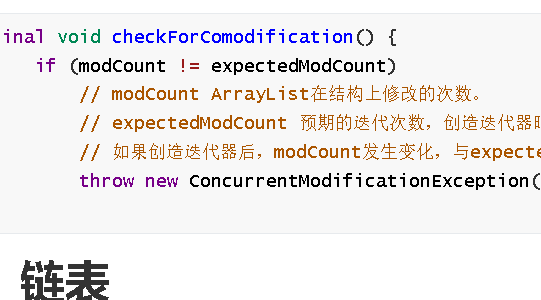 inal void checkForComodification() {
if (modCount != expectedModCount)
// modCount ArrayList在结构上修改的次数。
// expectedModCount 预期的迭代次数，创造迭代器时
// 如果创造迭代器后，modCount发生变化，与expecte
throw new ConcurrentModificationException(
链表